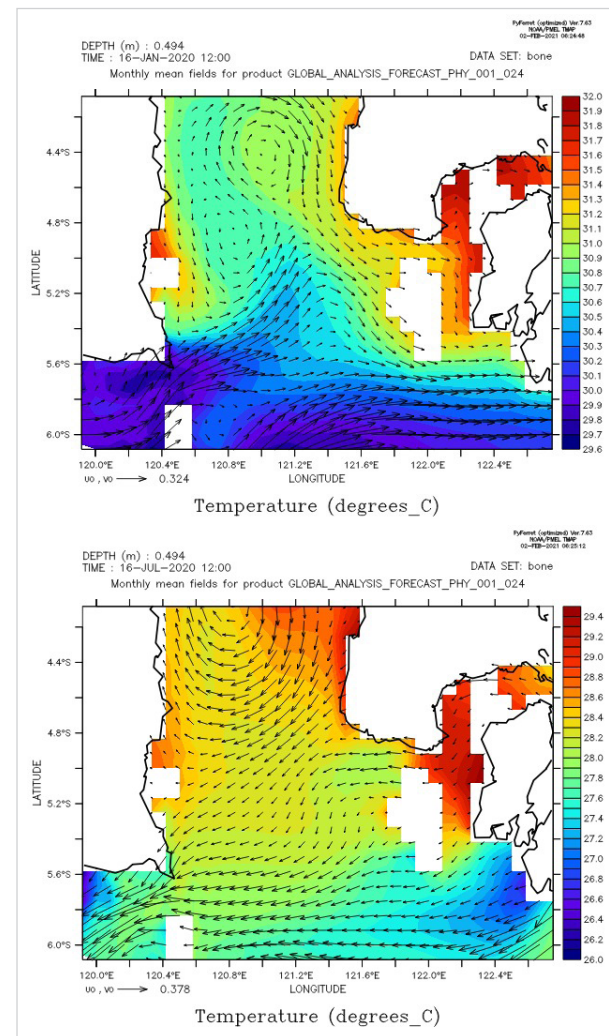 PyFerret (optimized) Ver.7.63
NOAA/PMEL TMAP
02-FEB-2021 06:24:48
DEPTH (m) : 0.494
TIME : 16-JAN-2020 12:00
DATA SET: bone
Monthly mean fields for product GLOBAL_ANALYSIS_FORECAST_PHY_001_024
4.4°S
4.8°S
5.2°S
5.6°S
6.0°S
LATITUDE
32.0
31.9
31.8
31.7
31.6
31.5
31.4
31.3
31.2
31.1
31.0
30.9
30.8
30.7
30.6
30.5
30.4
30.3
30.2
30.1
30.0
29.9
29.8
29.7
29.6
120.0°E 120.4°E 120.8°E 121.2°E 121.6°E 122.0°E 122.4°E
uo , vo 0.324
LONGITUDE
Temperature (degrees_C)
PyFerret (optimized) Ver.7.63
NOAA/PMEL TMAP
02-FEB-2021 06:25:12
DEPTH (m) : 0.494
TIME : 16-JUL-2020 12:00
DATA SET: bone
Monthly mean fields for product GLOBAL_ANALYSIS_FORECAST_PHY_001_024
4.4°S
4.8°S
5.2°S
5.6°S
6.0°S
LATITUDE
29.4
29.2
29.0
28.8
28.6
28.4
28.2
28.0
27.8
27.6
27.4
27.2
27.0
26.8
26.6
26.4
26.2
26.0
120.0°E 120.4°E 120.8°E 121.2°E 121.6°E 122.0°E 122.4°E
uo , vo 0.378
LONGITUDE
Temperature (degrees_C)